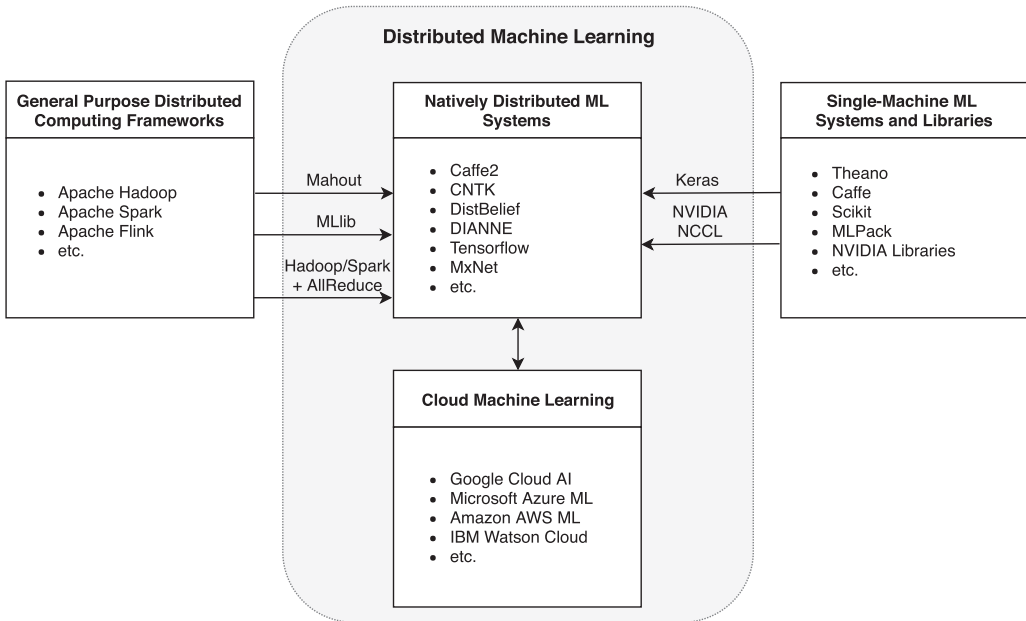 Distributed Machine Learning
General Purpose Distributed
Computing Frameworks
• Apache Hadoop
• Apache Spark
• Apache Flink
• etc.
Mahout
MLlib
Hadoop/Spark
+ AllReduce
Natively Distributed ML
Systems
• Caffe2
• CNTK
• DistBelief
• DIANNE
• Tensorflow
• MxNet
• etc.
Keras
NVIDIA
NCCL
Single-Machine ML
Systems and Libraries
• Theano
• Caffe
• Scikit
• MLPack
• NVIDIA Libraries
• etc.
Cloud Machine Learning
• Google Cloud AI
• Microsoft Azure ML
• Amazon AWS ML
• IBM Watson Cloud
• etc.